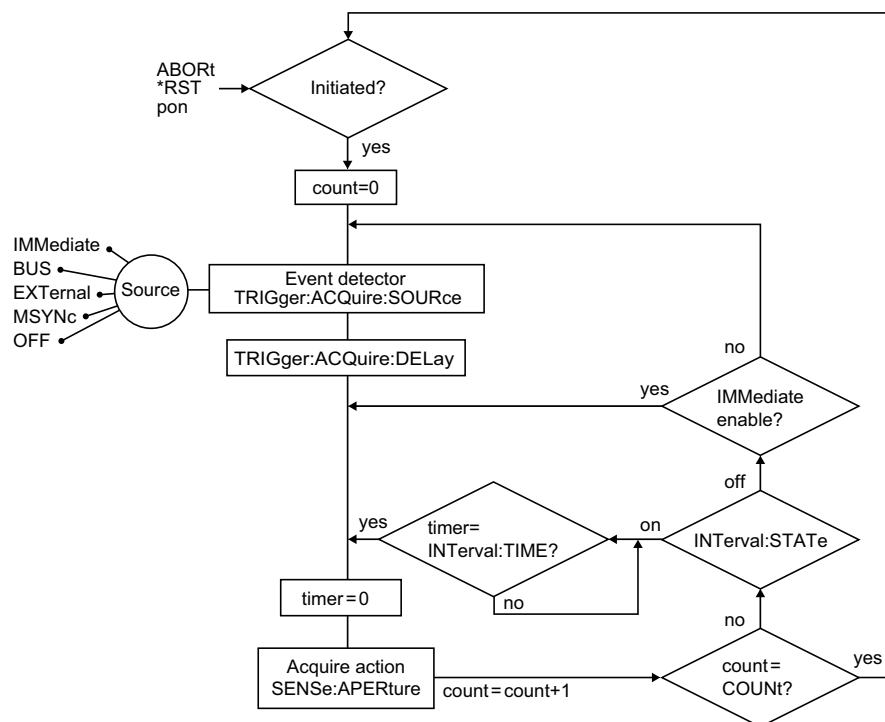 ABORt
*RST
pon
Initiated?
yes
count=0
IMMediate
BUS
EXTernal
MSYNc
OFF
Source
Event detector
TRIGger:ACQuire:SOURce
TRIGger:ACQuire:DELay
no
yes
IMMediate
enable?
off
yes
timer=
INTerval:TIME?
on
INTerval:STATe
no
timer=0
no
Acquire action
SENSe:APERture
count=count+1
count=
COUNt?
yes